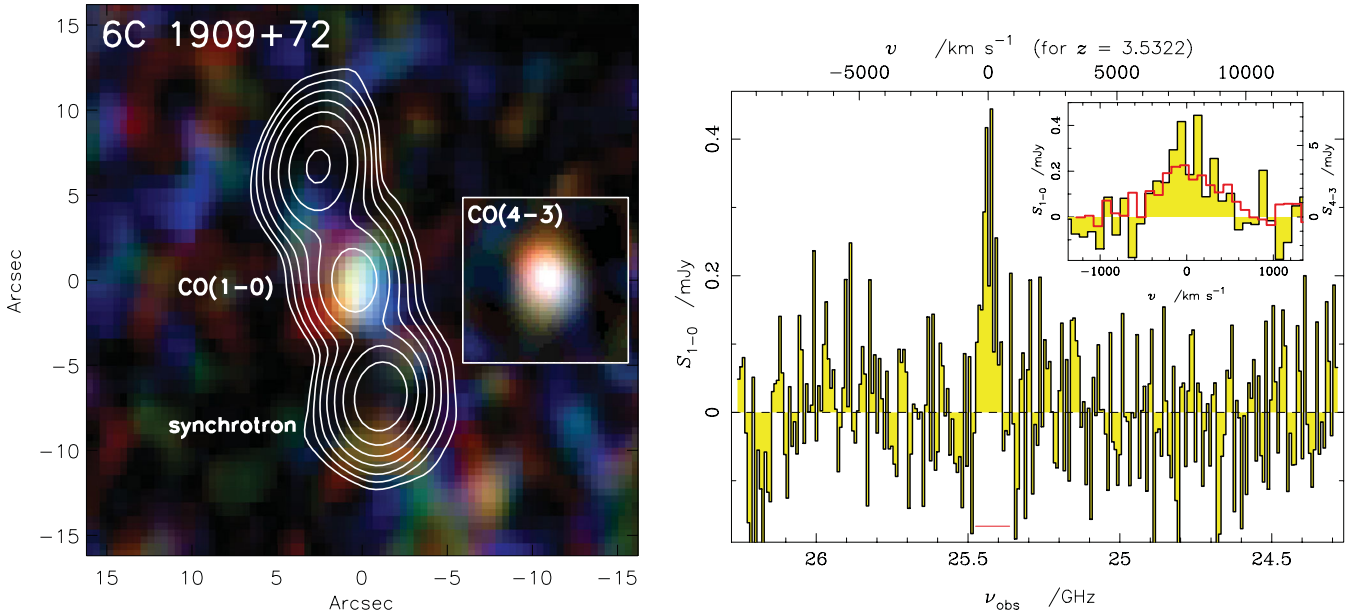 6C 1909+72
CO(1−0)
CO(4−3)
synchrotron
15
10
5
0
−5
−10
−15
Arcsec
15 10 5 0 −5 −10 −15
Arcsec
v /km s⁻¹ (for z = 3.5322)
−5000 0 5000 10000
0.4
0.2
0
S₁₋₀ /mJy
26 25.5 25 24.5
ν_obs /GHz
0.4
0.2
0
S₁₋₀ /mJy
5
0
S₄₋₃ /mJy
−1000 0 1000
v /km s⁻¹